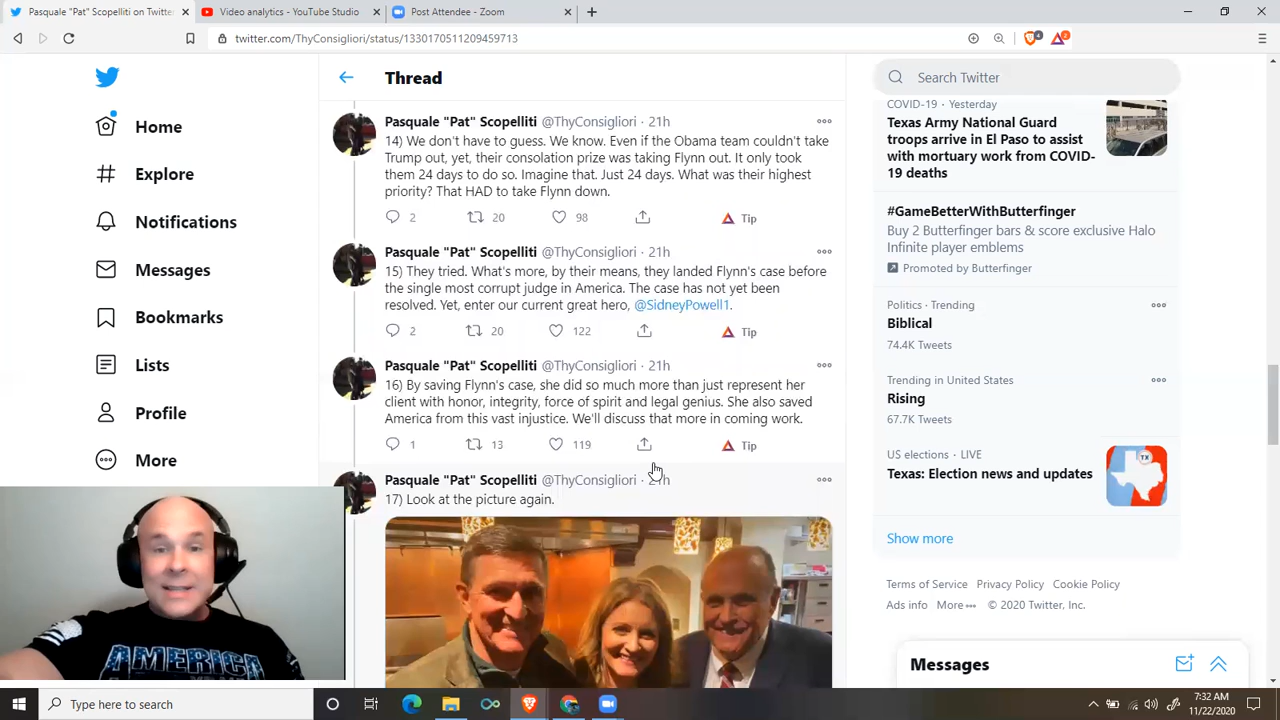 Pasquale "Pat" Scopelliti on Twitte
Video analytics - YouTube Studio
Post Attendee - Zoom
twitter.com/ThyConsigliori/status/1330170511209459713
4
2
Home
Explore
Notifications
Messages
Bookmarks
Lists
Profile
More
Thread
Pasquale "Pat" Scopelliti @ThyConsigliori · 21h
14) We don't have to guess. We know. Even if the Obama team couldn't take
Trump out, yet, their consolation prize was taking Flynn out. It only took
them 24 days to do so. Imagine that. Just 24 days. What was their highest
priority? That HAD to take Flynn down.
2 20 98 Tip
Pasquale "Pat" Scopelliti @ThyConsigliori · 21h
15) They tried. What's more, by their means, they landed Flynn's case before
the single most corrupt judge in America. The case has not yet been
resolved. Yet, enter our current great hero, @SidneyPowell1.
2 20 122 Tip
Pasquale "Pat" Scopelliti @ThyConsigliori · 21h
16) By saving Flynn's case, she did so much more than just represent her
client with honor, integrity, force of spirit and legal genius. She also saved
America from this vast injustice. We'll discuss that more in coming work.
1 13 119 Tip
Pasquale "Pat" Scopelliti @ThyConsigliori · 21h
17) Look at the picture again.
Search Twitter
COVID-19 · Yesterday
Texas Army National Guard
troops arrive in El Paso to assist
with mortuary work from COVID-
19 deaths
#GameBetterWithButterfinger
Buy 2 Butterfinger bars & score exclusive Halo
Infinite player emblems
Promoted by Butterfinger
Politics · Trending
Biblical
74.4K Tweets
Trending in United States
Rising
67.7K Tweets
US elections · LIVE
Texas: Election news and updates
TX
Show more
Terms of Service Privacy Policy Cookie Policy
Ads info More © 2020 Twitter, Inc.
Messages
AMERICA
Type here to search
7:32 AM
11/22/2020